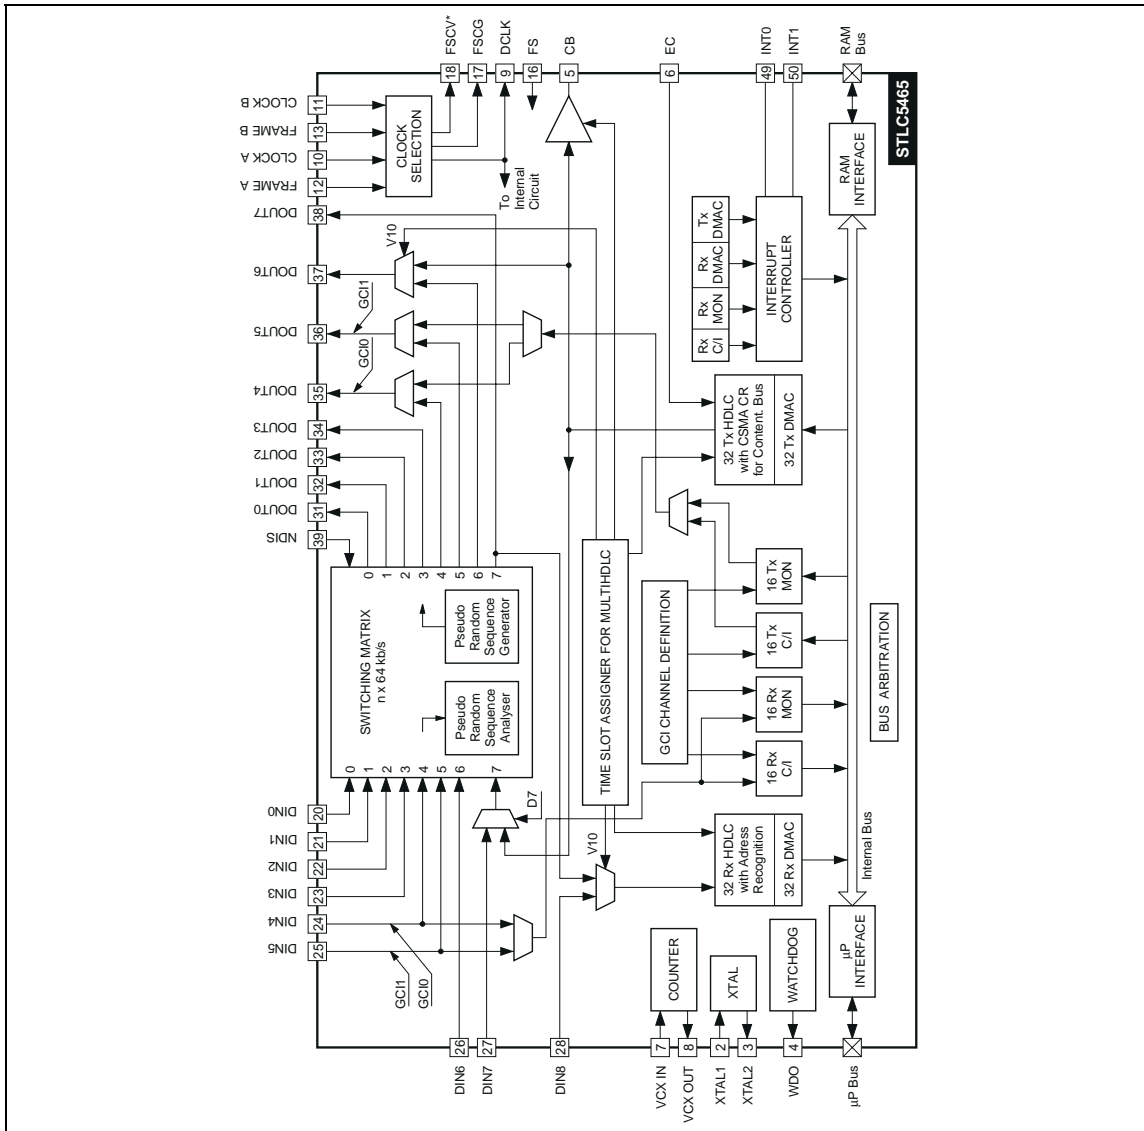 FSCV*
FSCG
DCLK
FS
CB
EC
INT0
INT1
RAM
Bus
18
17
9
16
5
6
49
50
CLOCK B
11
FRAME B
13
CLOCK A
10
FRAME A
12
CLOCK
SELECTION
To
Internal
Circuit
STLC5465
RAM
INTERFACE
DOUT7
38
DOUT6
37
DOUT5
36
DOUT4
35
DOUT3
34
DOUT2
33
DOUT1
32
DOUT0
31
NDIS
39
V10
GCI1
GCI0
Rx
C/I
Rx
MON
Rx
DMAC
Tx
DMAC
INTERRUPT
CONTROLLER
32 Tx HDLC
with CSMA CR
for Content. Bus
32 Tx DMAC
SWITCHING MATRIX
n x 64 kb/s
0
1
2
3
4
5
6
7
Pseudo
Random
Sequence
Generator
Pseudo
Random
Sequence
Analyser
0
1
2
3
4
5
6
7
TIME SLOT ASSIGNER FOR MULTIHDLC
GCI CHANNEL DEFINITION
16 Tx
MON
16 Tx
C/I
16 Rx
MON
16 Rx
C/I
BUS ARBITRATION
Internal Bus
DIN0
20
DIN1
21
DIN2
22
DIN3
23
DIN4
24
DIN5
25
GCI1
GCI0
D7
V10
32 Rx HDLC
with Adress
Recognition
32 Rx DMAC
COUNTER
XTAL
WATCHDOG
µP
INTERFACE
26
27
28
7
8
2
3
4
DIN6
DIN7
DIN8
VCX IN
VCX OUT
XTAL1
XTAL2
WDO
µP Bus